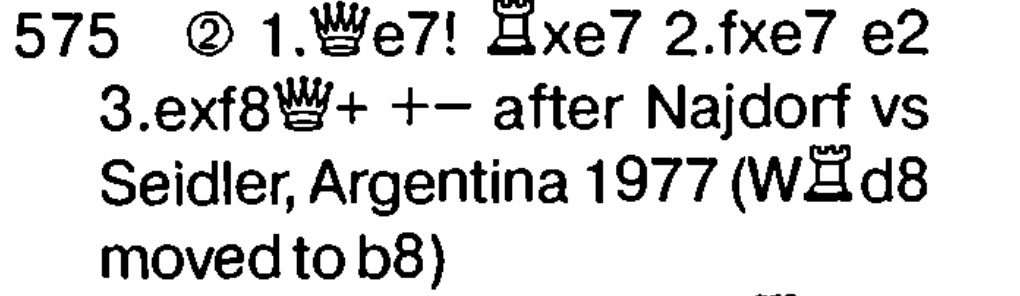 575 ② 1.♕e7! ♖xe7 2.fxe7 e2
3.exf8♕+ +− after Najdorf vs
Seidler, Argentina 1977 (W♖d8
moved to b8)